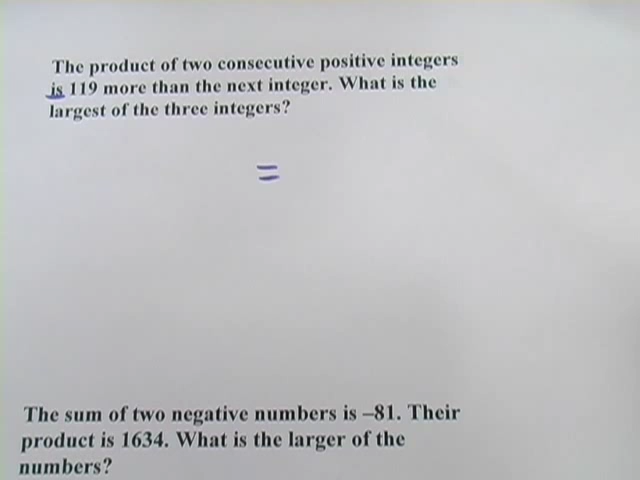 The product of two consecutive positive integers
is 119 more than the next integer. What is the
largest of the three integers?
=
The sum of two negative numbers is –81. Their
product is 1634. What is the larger of the
numbers?